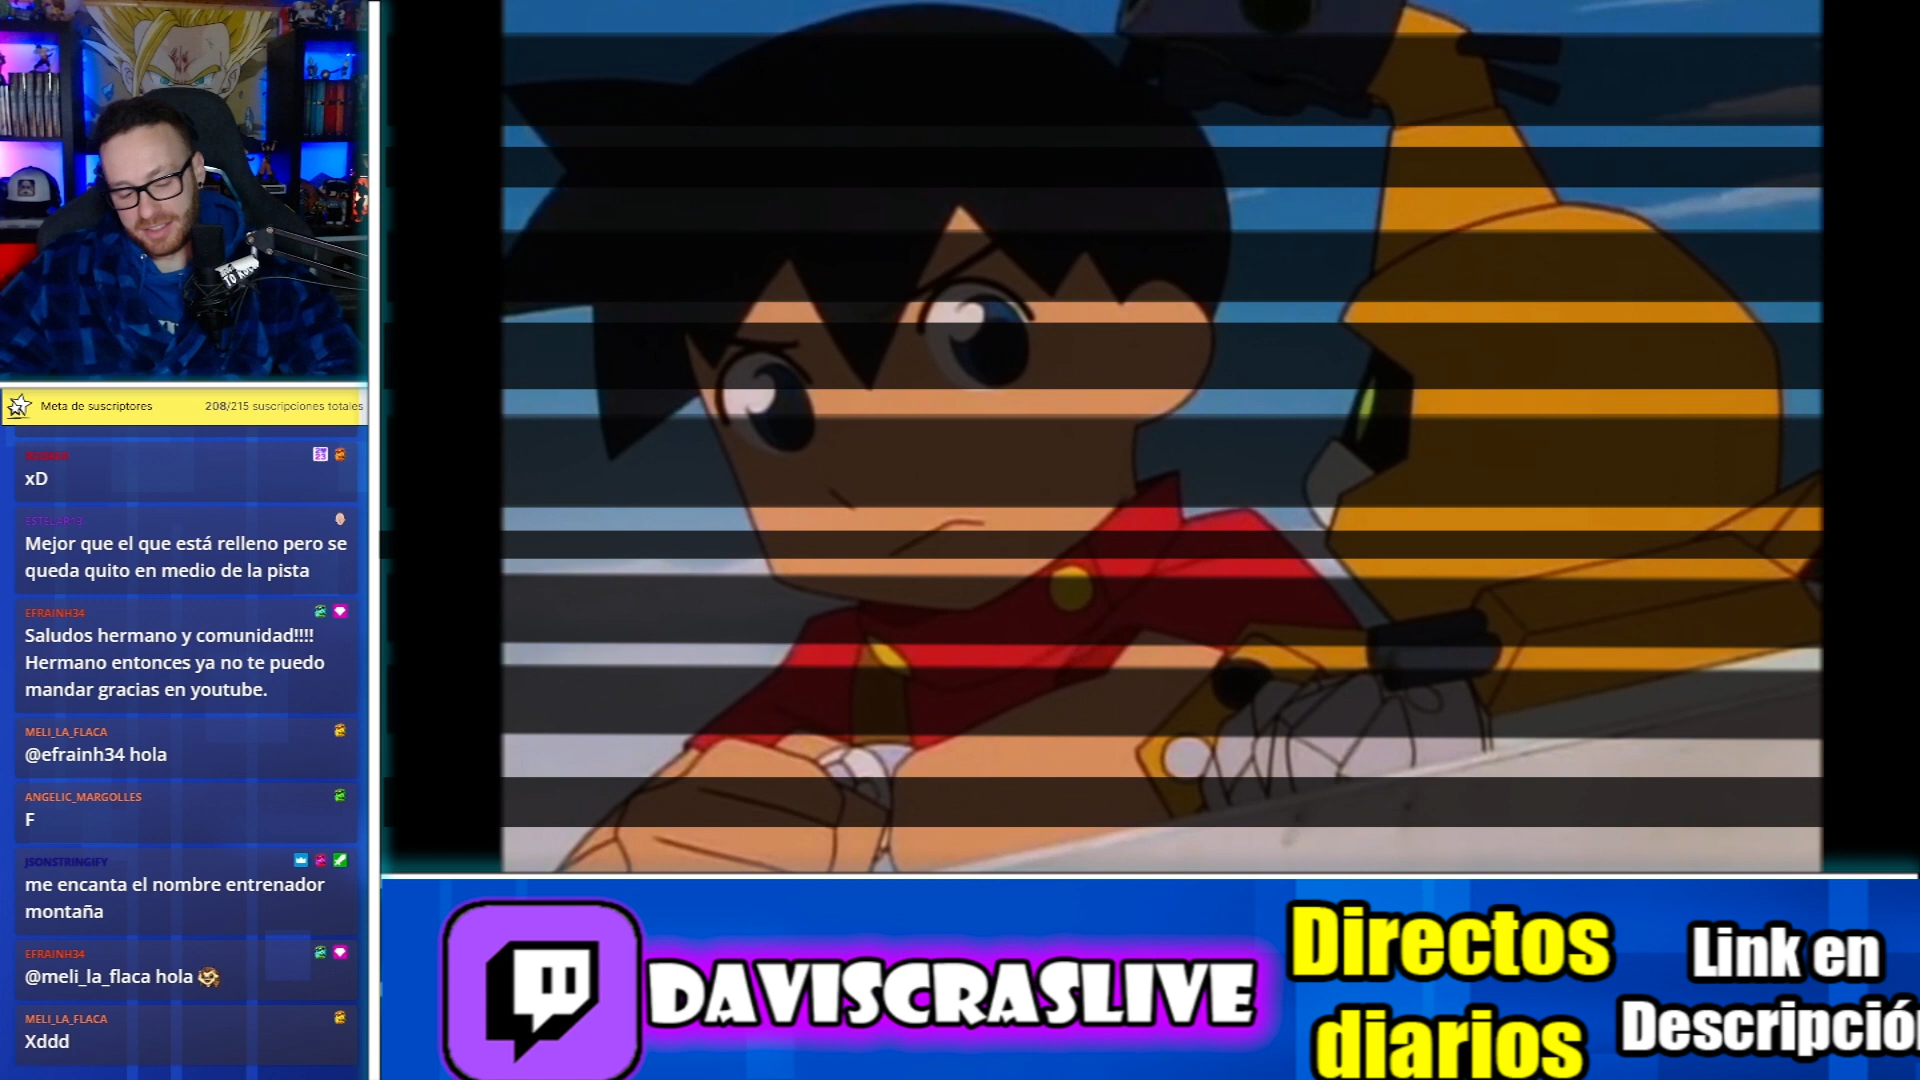 Meta de suscriptores 208/215 suscripciones totales
xD
ESTELAR13
Mejor que el que está relleno pero se
queda quito en medio de la pista
EFRAINH34
Saludos hermano y comunidad!!!!
Hermano entonces ya no te puedo
mandar gracias en youtube.
MELI_LA_FLACA
@efrainh34 hola
ANGELIC_MARGOLLES
F
JSONSTRINGIFY
me encanta el nombre entrenador
montaña
EFRAINH34
@meli_la_flaca hola
MELI_LA_FLACA
Xddd
DAVISCRASLIVE
Directos
diarios
Link en
Descripción